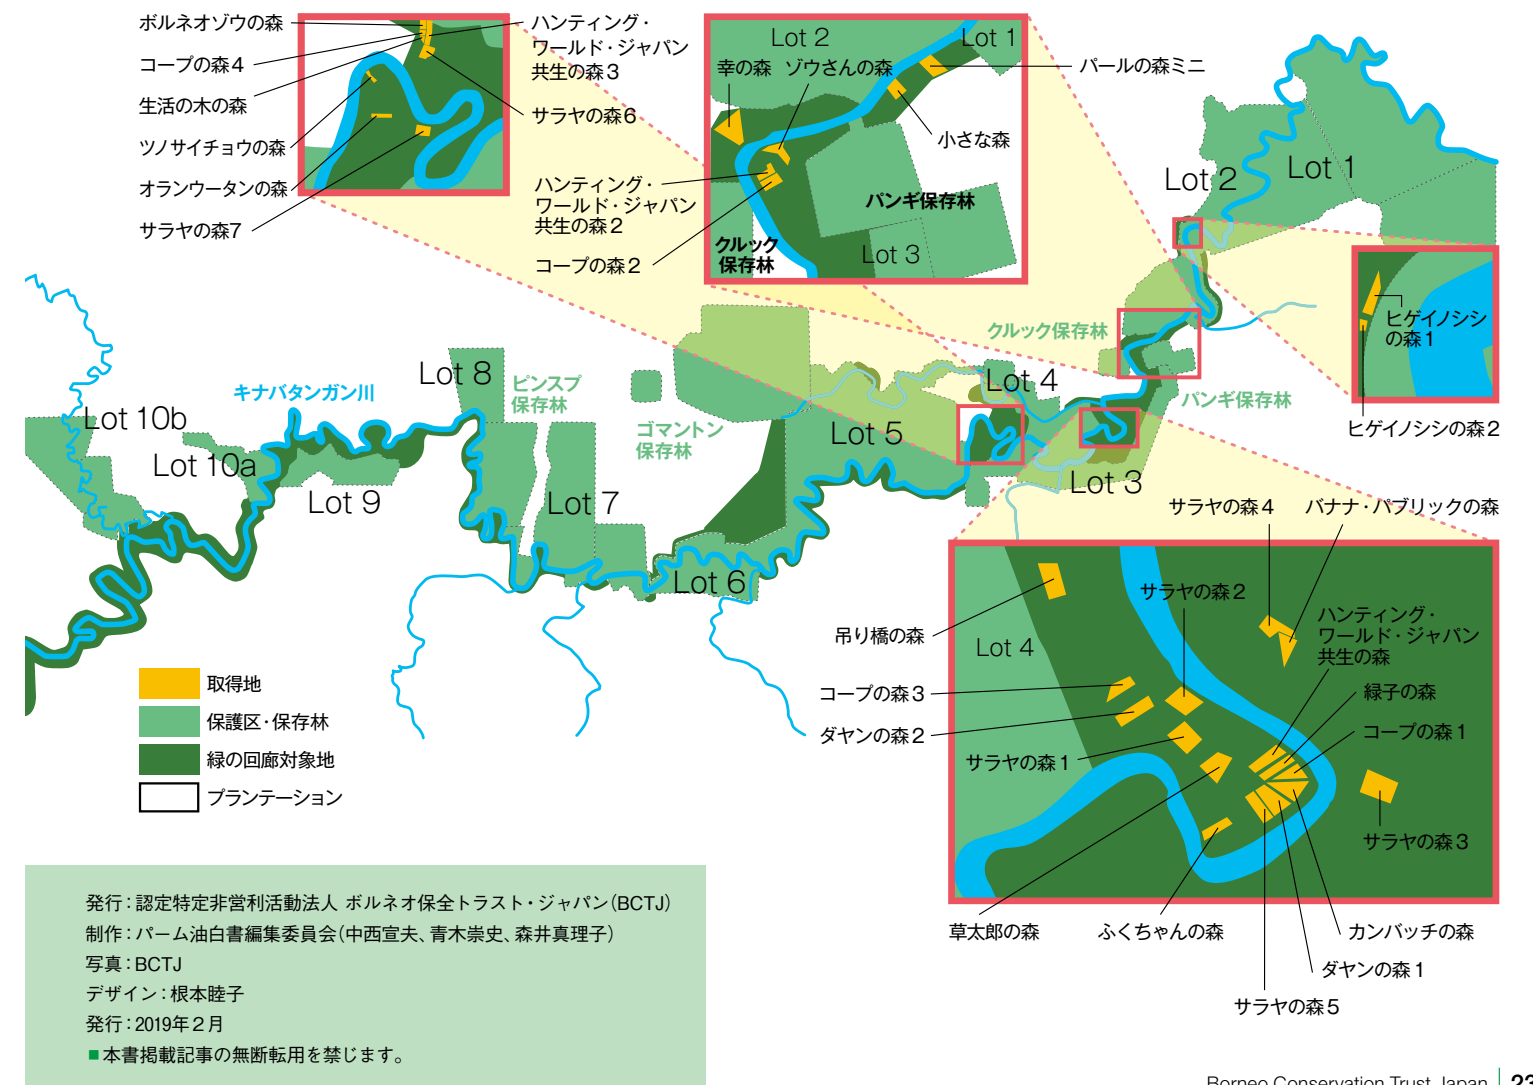 ボルネオゾウの森
コープの森4
生活の木の森
ツノサイチョウの森
オランウータンの森
サラヤの森7
ハンティング・
ワールド・ジャパン
共生の森3
サラヤの森6
Lot 2
Lot 1
幸の森
ゾウさんの森
パールの森ミニ
小さな森
ハンティング・
ワールド・ジャパン
共生の森2
コープの森2
パンギ保存林
クルック
保存林
Lot 3
Lot 2
Lot 1
ヒゲイノシシ
の森1
ヒゲイノシシの森2
クルック保存林
パンギ保存林
Lot 8
ピンスプ
保存林
キナバタンガン川
Lot 10b
Lot 10a
Lot 9
Lot 7
ゴマントン
保存林
Lot 5
Lot 4
Lot 3
Lot 6
サラヤの森4
バナナ・パブリックの森
サラヤの森2
ハンティング・
ワールド・ジャパン
共生の森
吊り橋の森
Lot 4
コープの森3
緑子の森
ダヤンの森2
コープの森1
サラヤの森1
サラヤの森3
草太郎の森
ふくちゃんの森
カンバッチの森
ダヤンの森1
サラヤの森5
取得地
保護区・保存林
緑の回廊対象地
プランテーション
発行：認定特定非営利活動法人 ボルネオ保全トラスト・ジャパン（BCTJ）
制作：パーム油白書編集委員会（中西宣夫、青木崇史、森井真理子）
写真：BCTJ
デザイン：根本睦子
発行：2019年2月
■本書掲載記事の無断転用を禁じます。
Borneo Conservation Trust Japan 23